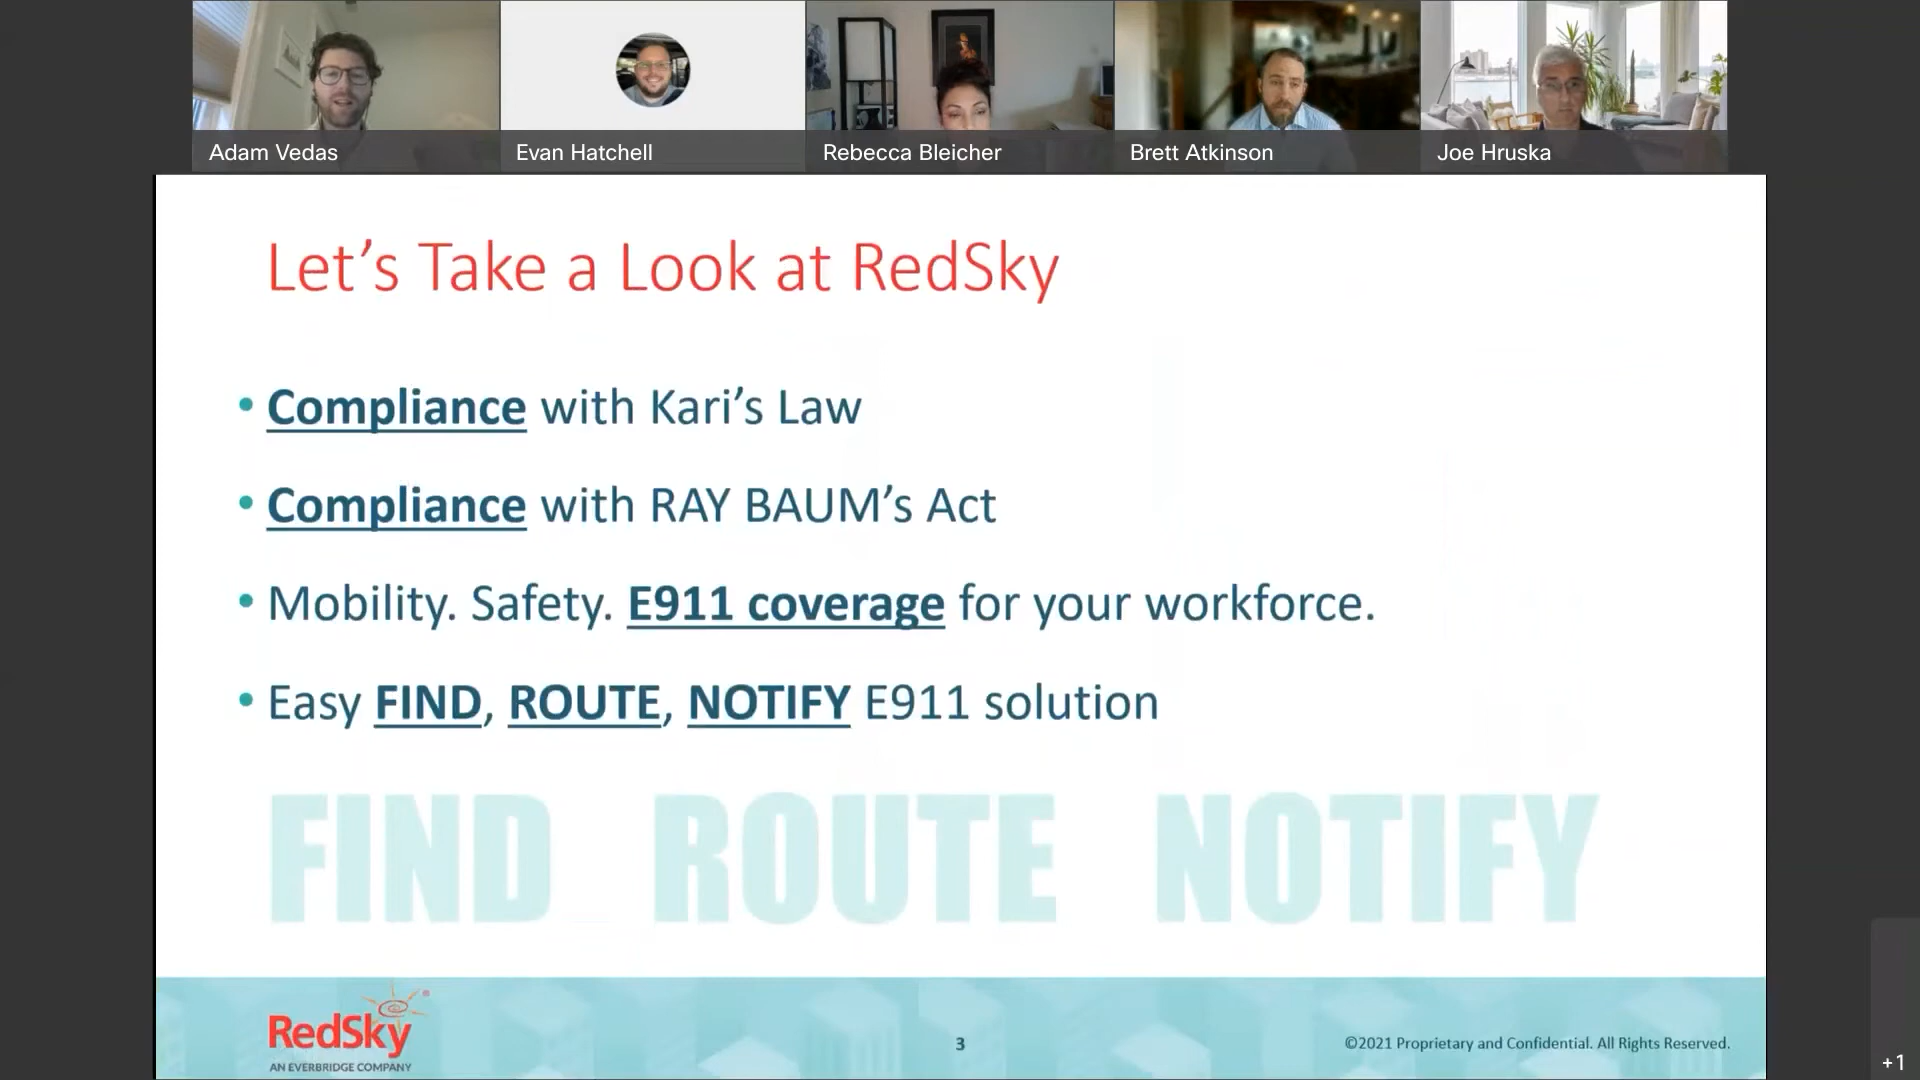 Adam Vedas
Evan Hatchell
Rebecca Bleicher
Brett Atkinson
Joe Hruska
Let’s Take a Look at RedSky
• Compliance with Kari’s Law
• Compliance with RAY BAUM’s Act
• Mobility. Safety. E911 coverage for your workforce.
• Easy FIND, ROUTE, NOTIFY E911 solution
FIND ROUTE NOTIFY
RedSky®
AN EVERBRIDGE COMPANY
3
©2021 Proprietary and Confidential. All Rights Reserved.
+1